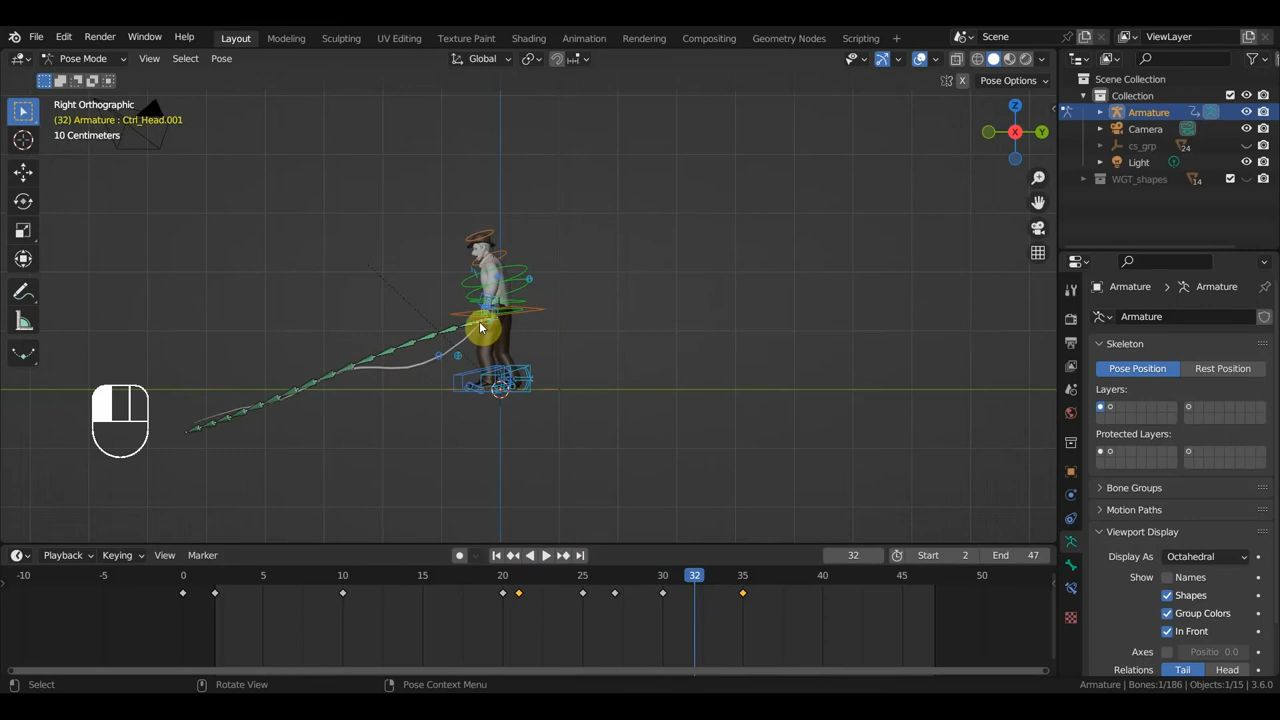 File Edit Render Window Help Layout Modeling Sculpting UV Editing Texture Paint Shading Animation Rendering Compositing Geometry Nodes Scripting + Scene ViewLayer
Pose Mode View Select Pose Global
X Pose Options
Scene Collection
Collection
Armature
Camera
cs_grp 24
Light
WGT_shapes 14
Right Orthographic
(32) Armature : Ctrl_Head.001
10 Centimeters
Z
X
Y
Armature Armature
Armature
Skeleton
Pose Position Rest Position
Layers:
Protected Layers:
Bone Groups
Motion Paths
Viewport Display
Display As Octahedral
Show Names
Shapes
Group Colors
In Front
Axes Positio 0.0
Relations Tail Head
Playback Keying View Marker 32 Start 2 End 47
-10 -5 0 5 10 15 20 25 30 32 35 40 45 50
Select Rotate View Pose Context Menu Armature | Bones:1/186 | Objects:1/15 | 3.6.0